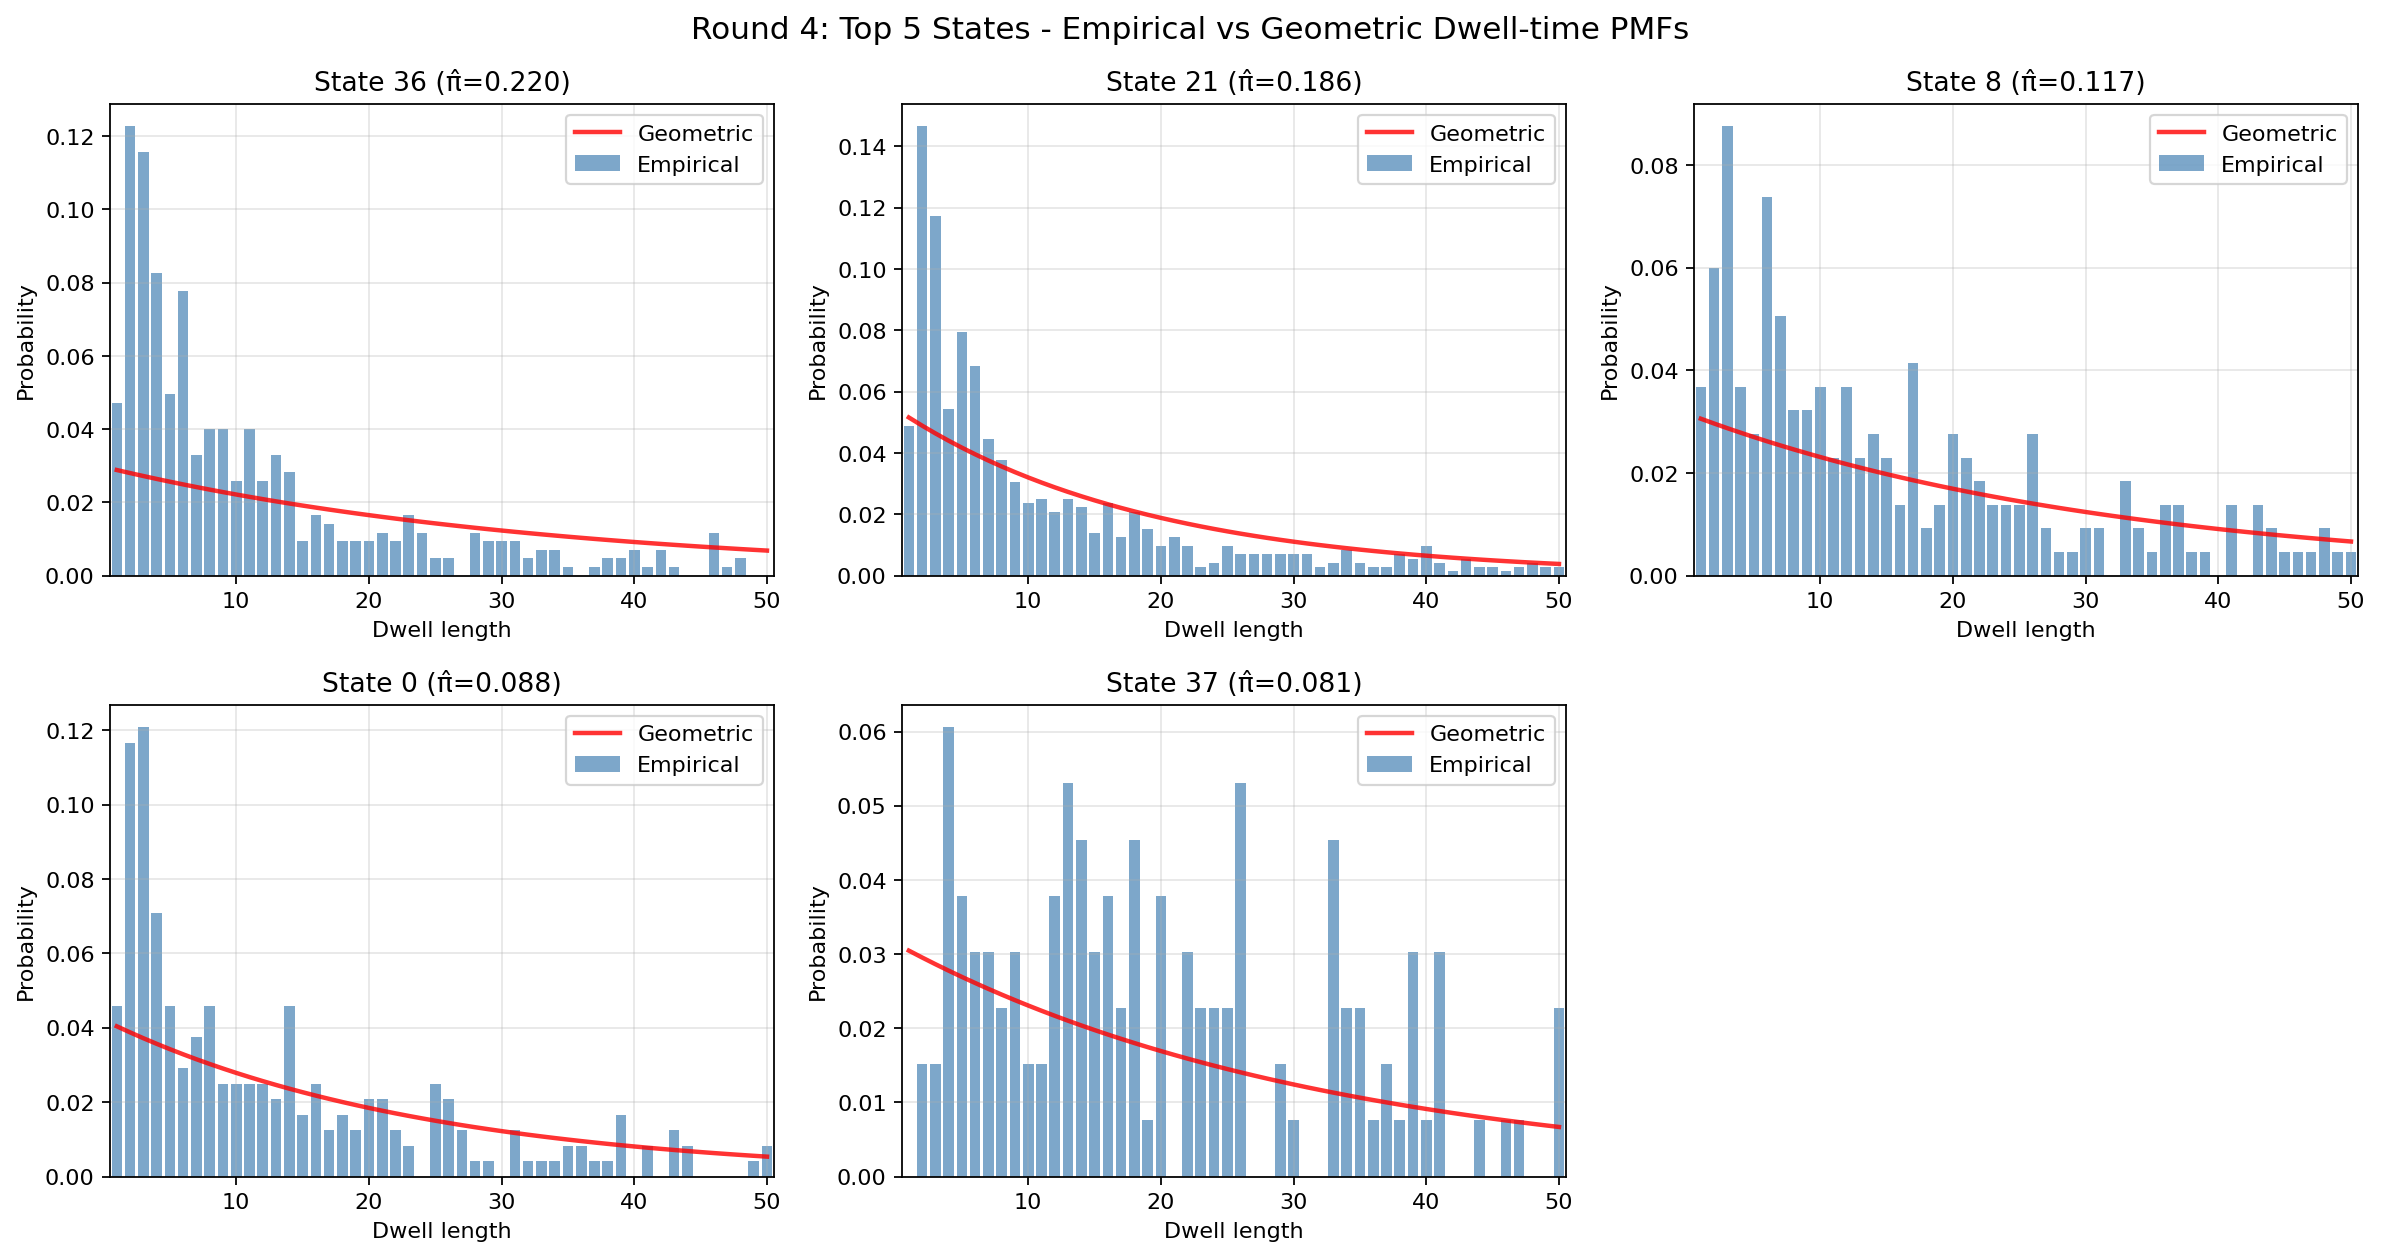 Round 4: Top 5 States - Empirical vs Geometric Dwell-time PMFs
State 36 (π̂=0.220)
Probability
0.12
0.10
0.08
0.06
0.04
0.02
0.00
Geometric
Empirical
10 20 30 40 50
Dwell length
State 21 (π̂=0.186)
Probability
0.14
0.12
0.10
0.08
0.06
0.04
0.02
0.00
Geometric
Empirical
10 20 30 40 50
Dwell length
State 8 (π̂=0.117)
Probability
0.08
0.06
0.04
0.02
0.00
Geometric
Empirical
10 20 30 40 50
Dwell length
State 0 (π̂=0.088)
Probability
0.12
0.10
0.08
0.06
0.04
0.02
0.00
Geometric
Empirical
10 20 30 40 50
Dwell length
State 37 (π̂=0.081)
Probability
0.06
0.05
0.04
0.03
0.02
0.01
0.00
Geometric
Empirical
10 20 30 40 50
Dwell length